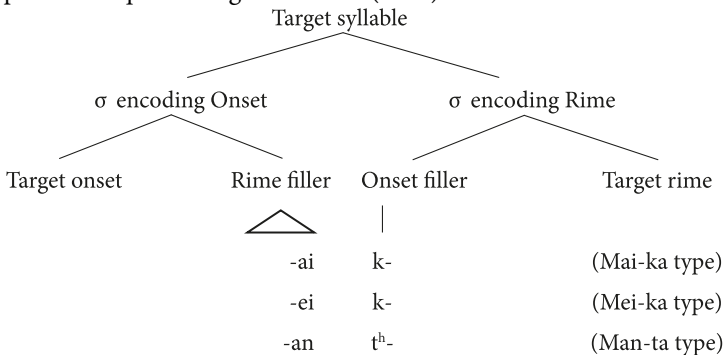 Target syllable
σ encoding Onset σ encoding Rime
Target onset Rime filler Onset filler Target rime
-ai k- (Mai-ka type)
-ei k- (Mei-ka type)
-an tʰ- (Man-ta type)